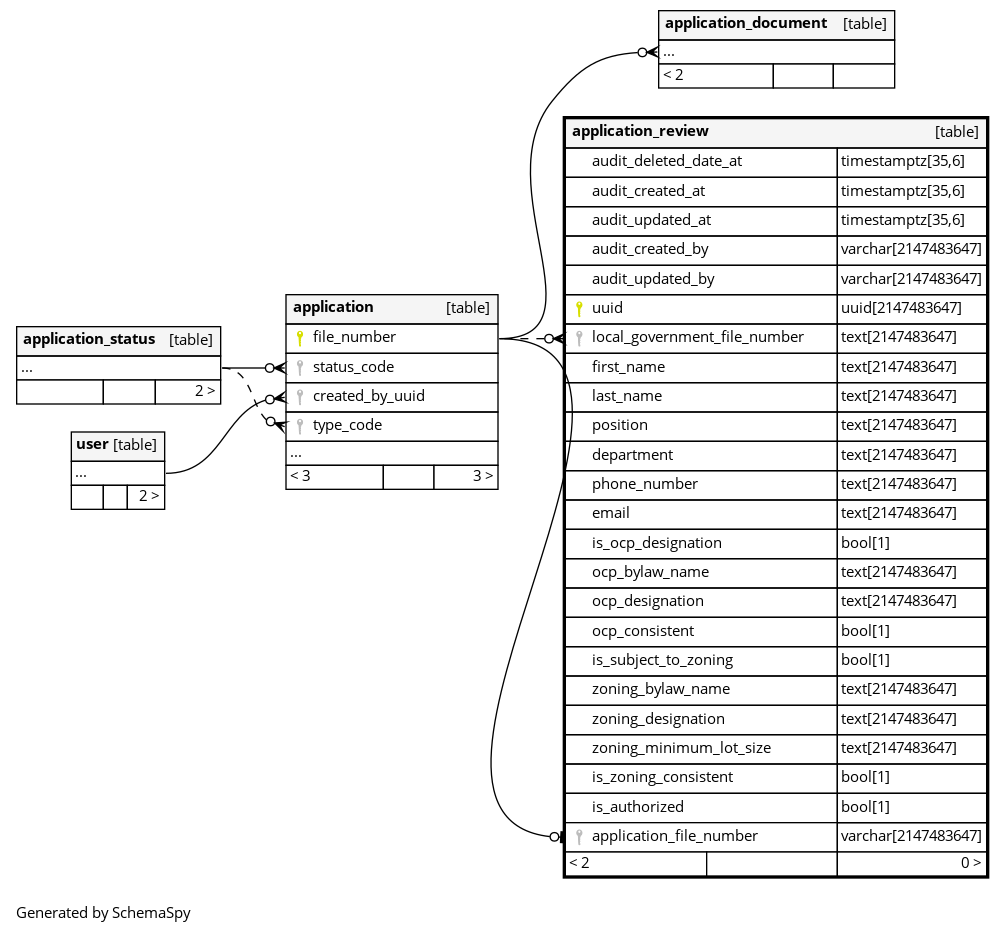 application_document [table]
...
< 2
application_review [table]
audit_deleted_date_at timestamptz[35,6]
audit_created_at timestamptz[35,6]
audit_updated_at timestamptz[35,6]
audit_created_by varchar[2147483647]
audit_updated_by varchar[2147483647]
uuid uuid[2147483647]
local_government_file_number text[2147483647]
first_name text[2147483647]
last_name text[2147483647]
position text[2147483647]
department text[2147483647]
phone_number text[2147483647]
email text[2147483647]
is_ocp_designation bool[1]
ocp_bylaw_name text[2147483647]
ocp_designation text[2147483647]
ocp_consistent bool[1]
is_subject_to_zoning bool[1]
zoning_bylaw_name text[2147483647]
zoning_designation text[2147483647]
zoning_minimum_lot_size text[2147483647]
is_zoning_consistent bool[1]
is_authorized bool[1]
application_file_number varchar[2147483647]
< 2 0 >
application [table]
file_number
status_code
created_by_uuid
type_code
...
< 3 3 >
application_status [table]
...
2 >
user [table]
...
2 >
Generated by SchemaSpy